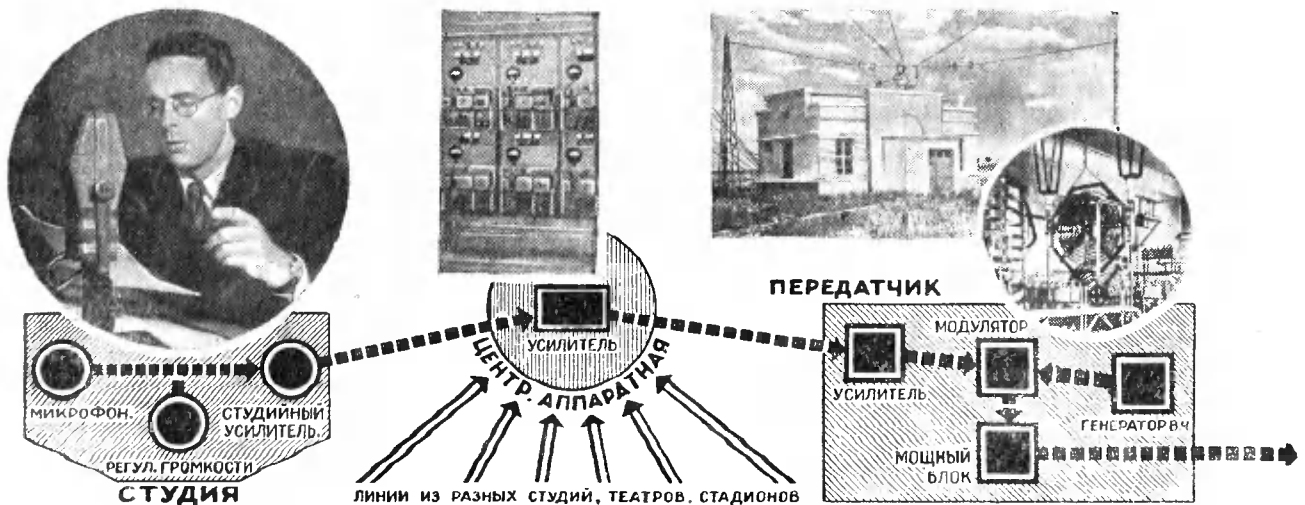 МИКРОФОН.
СТУДИЙНЫЙ
УСИЛИТЕЛЬ.
РЕГУЛ. ГРОМКОСТИ
СТУДИЯ
УСИЛИТЕЛЬ
ЦЕНТР. АППАРАТНАЯ
ЛИНИИ ИЗ РАЗНЫХ СТУДИЙ, ТЕАТРОВ. СТАДИОНОВ
ПЕРЕДАТЧИК
МОДУЛЯТОР
УСИЛИТЕЛЬ
ГЕНЕРАТОР В.Ч
МОЩНЫЙ
БЛОК